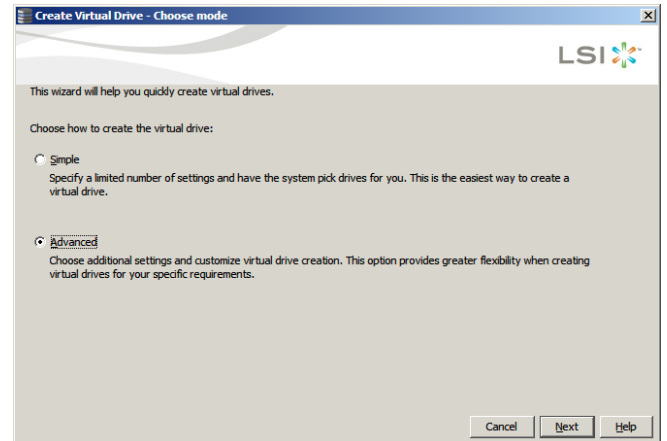 Create Virtual Drive - Choose mode
LSI
This wizard will help you quickly create virtual drives.
Choose how to create the virtual drive:
Simple
Specify a limited number of settings and have the system pick drives for you. This is the easiest way to create a
virtual drive.
Advanced
Choose additional settings and customize virtual drive creation. This option provides greater flexibility when creating
virtual drives for your specific requirements.
Cancel Next Help